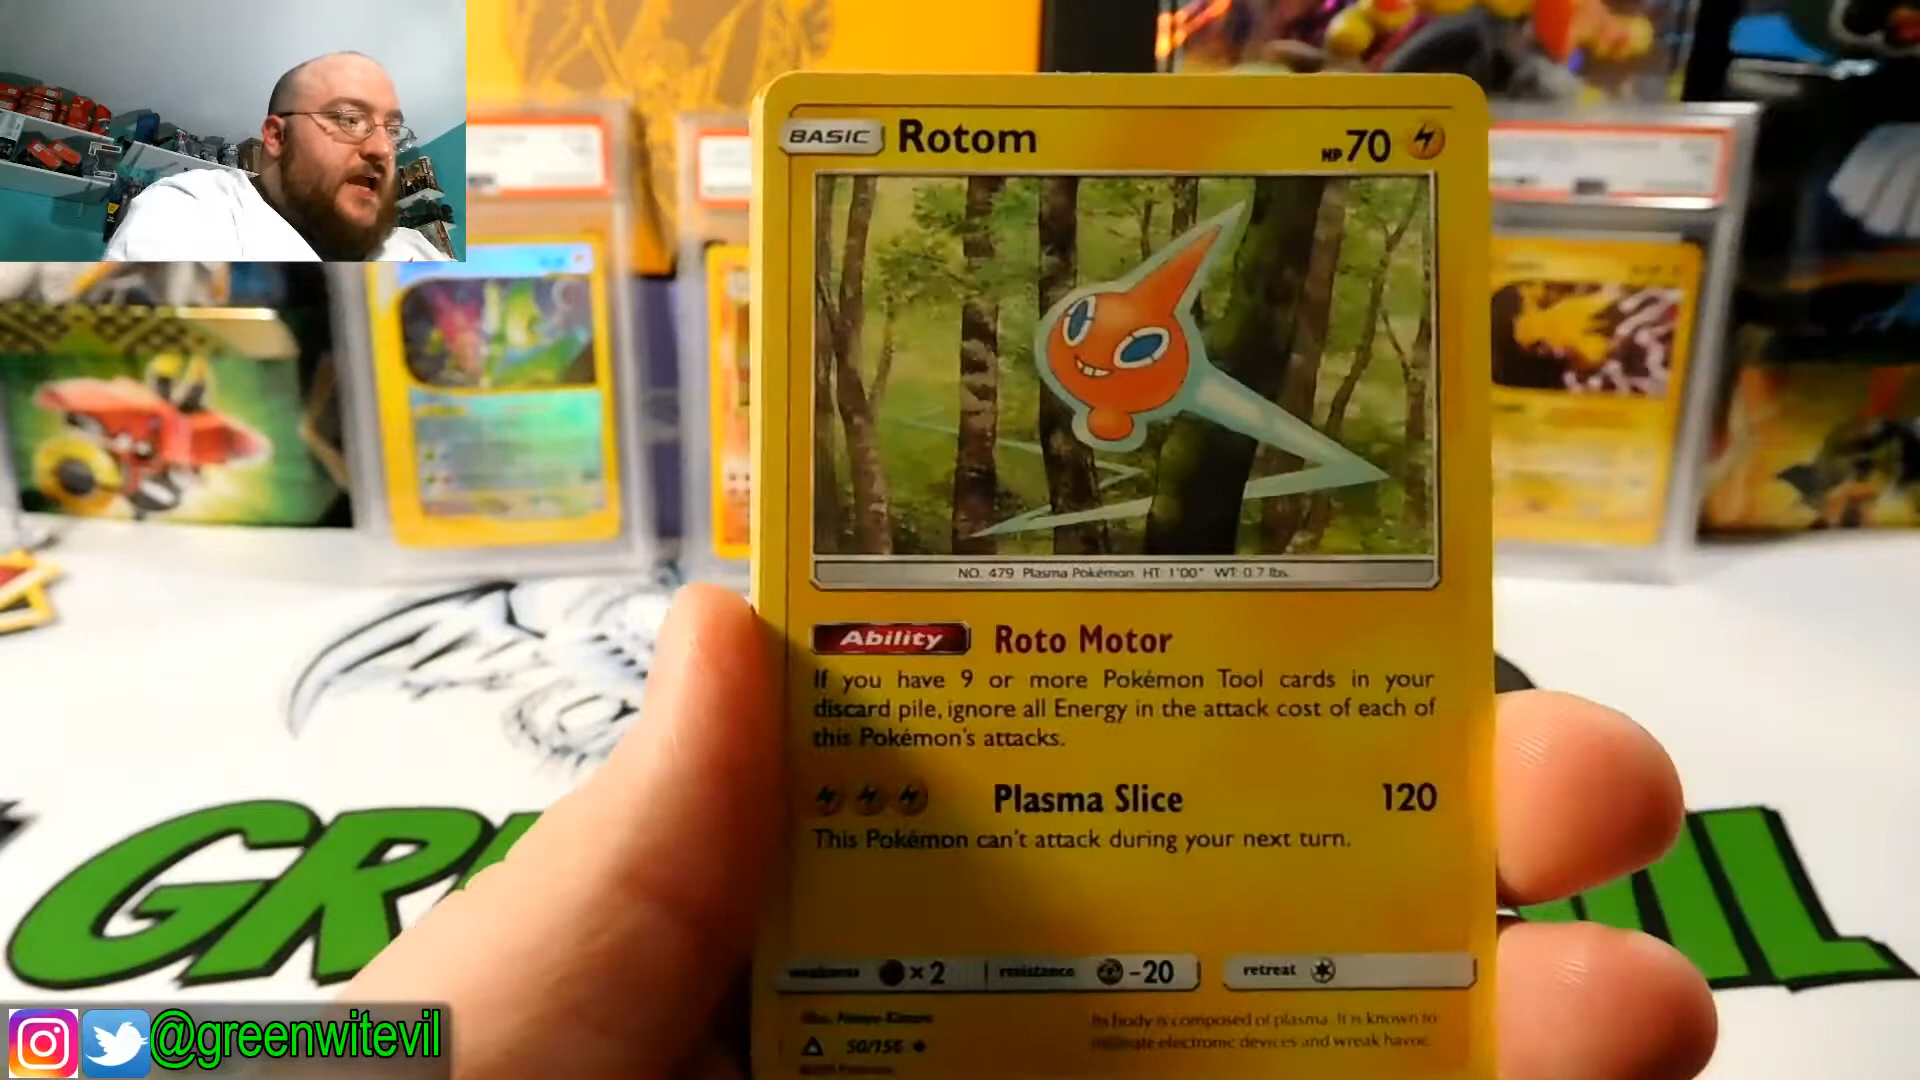 BASIC Rotom HP 70
NO. 479 Plasma Pokémon HT: 1'00" WT: 0.7 lbs.
Ability Roto Motor
If you have 9 or more Pokémon Tool cards in your
discard pile, ignore all Energy in the attack cost of each of
this Pokémon's attacks.
Plasma Slice 120
This Pokémon can't attack during your next turn.
weakness ×2 resistance -20 retreat
50/156
Its body is composed of plasma. It is known to
infiltrate electronic devices and wreak havoc.
@greenwitevil